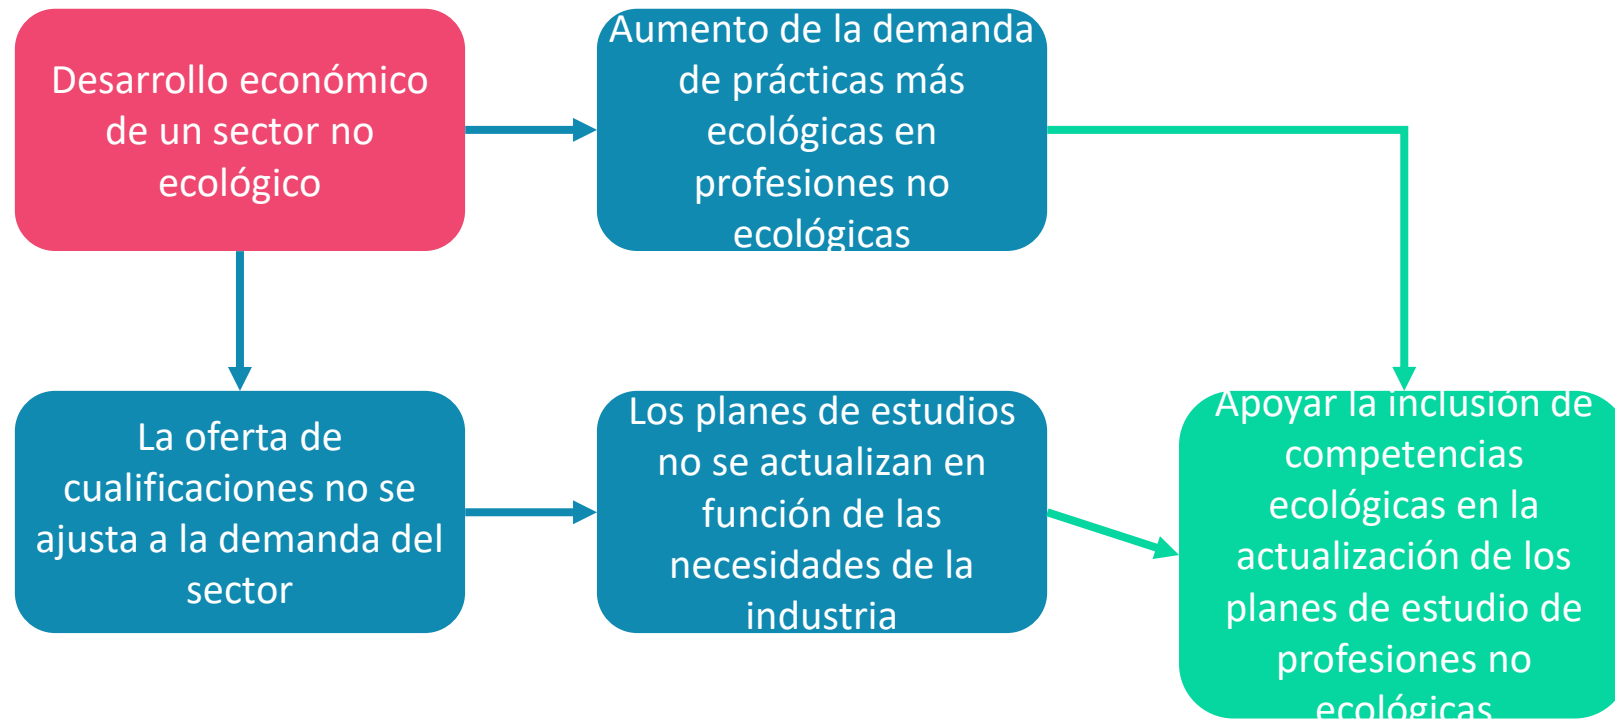 Desarrollo económico
de un sector no
ecológico
Aumento de la demanda
de prácticas más
ecológicas en
profesiones no
ecológicas
La oferta de
cualificaciones no se
ajusta a la demanda del
sector
Los planes de estudios
no se actualizan en
función de las
necesidades de la
industria
Apoyar la inclusión de
competencias
ecológicas en la
actualización de los
planes de estudio de
profesiones no
ecológicas